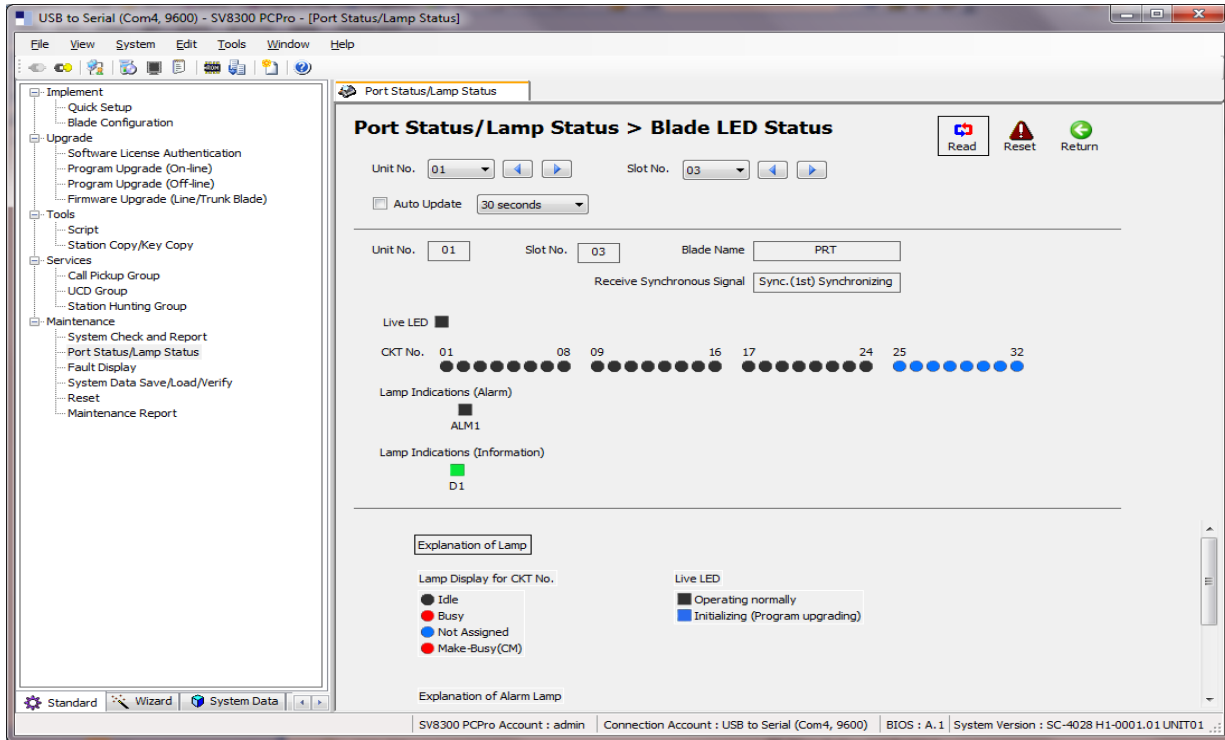 USB to Serial (Com4, 9600) - SV8300 PCPro - [Port Status/Lamp Status]
File View System Edit Tools Window Help
Implement
Quick Setup
Blade Configuration
Upgrade
Software License Authentication
Program Upgrade (On-line)
Program Upgrade (Off-line)
Firmware Upgrade (Line/Trunk Blade)
Tools
Script
Station Copy/Key Copy
Services
Call Pickup Group
UCD Group
Station Hunting Group
Maintenance
System Check and Report
Port Status/Lamp Status
Fault Display
System Data Save/Load/Verify
Reset
Maintenance Report
Standard Wizard System Data
Port Status/Lamp Status
Port Status/Lamp Status > Blade LED Status
Read Reset Return
Unit No. 01 Slot No. 03
Auto Update 30 seconds
Unit No. 01 Slot No. 03 Blade Name PRT
Receive Synchronous Signal Sync.(1st) Synchronizing
Live LED
CKT No. 01 08 09 16 17 24 25 32
Lamp Indications (Alarm)
ALM1
Lamp Indications (Information)
D1
Explanation of Lamp
Lamp Display for CKT No. Live LED
Idle Operating normally
Busy Initializing (Program upgrading)
Not Assigned
Make-Busy(CM)
Explanation of Alarm Lamp
SV8300 PCPro Account : admin Connection Account : USB to Serial (Com4, 9600) BIOS : A.1 System Version : SC-4028 H1-0001.01 UNIT01